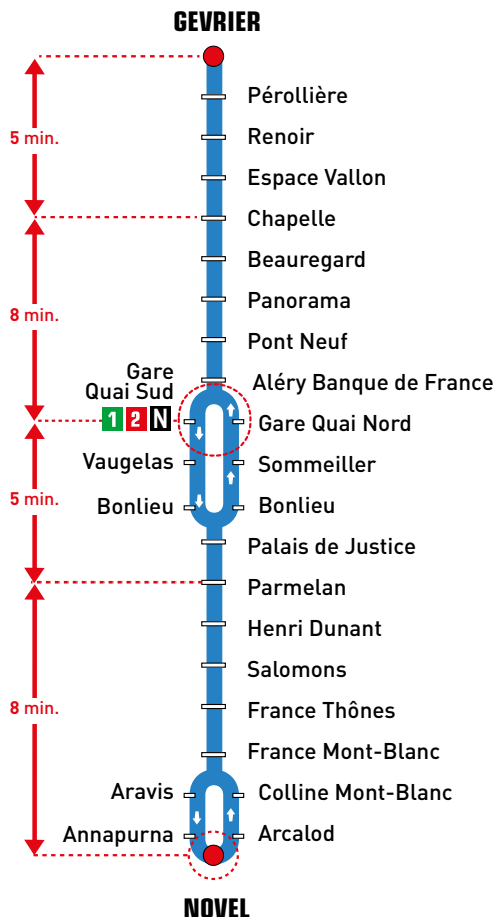 GEVRIER
Pérollière
5 min.
Renoir
Espace Vallon
Chapelle
Beauregard
Panorama
8 min.
Pont Neuf
Gare
Quai Sud
Aléry Banque de France
1 2 N
Gare Quai Nord
Vaugelas
Sommeiller
5 min.
Bonlieu
Bonlieu
Palais de Justice
Parmelan
Henri Dunant
Salomons
8 min.
France Thônes
France Mont-Blanc
Aravis
Colline Mont-Blanc
Annapurna
Arcalod
NOVEL